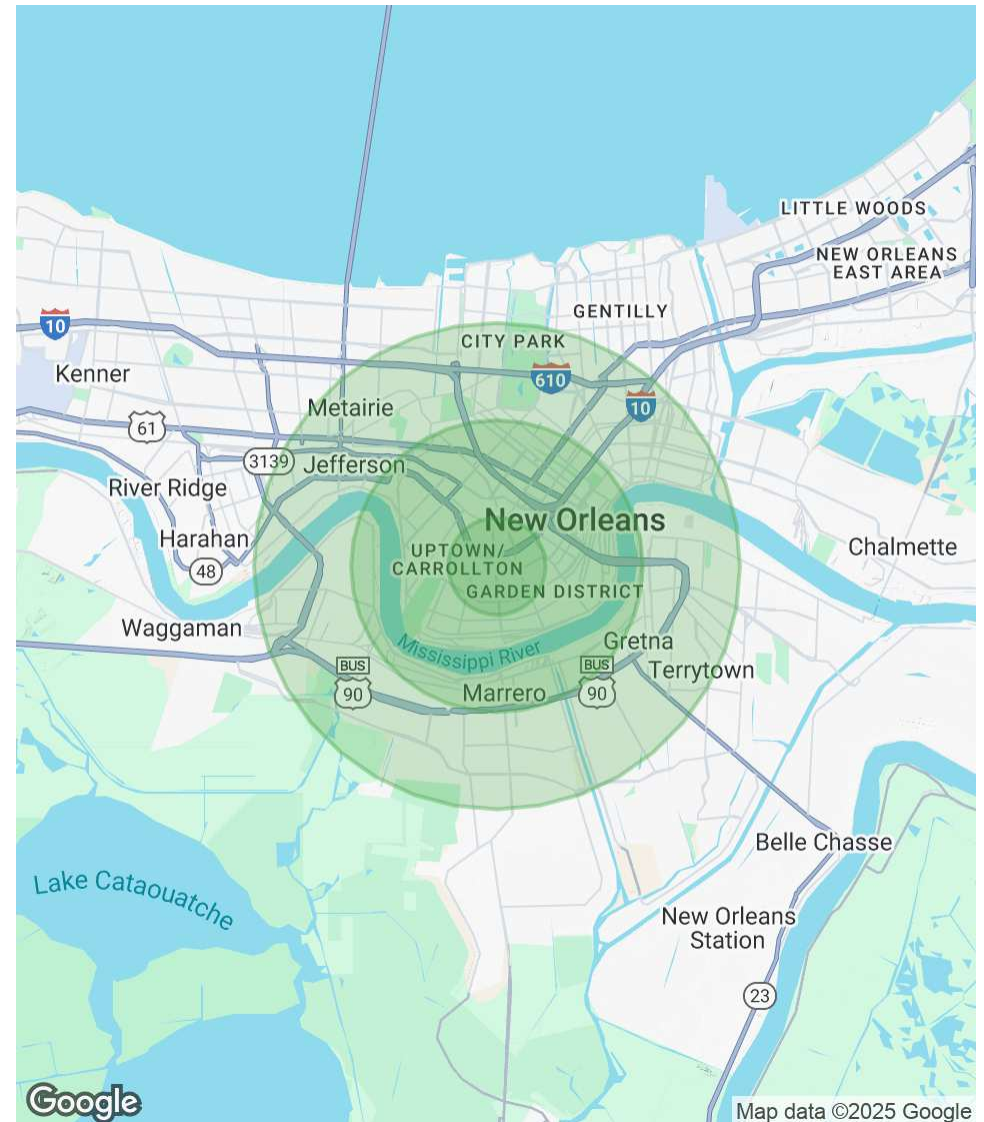 LITTLE WOODS
NEW ORLEANS
EAST AREA
GENTILLY
10
CITY PARK
610
Kenner
10
Metairie
61
3139
Jefferson
River Ridge
New Orleans
Harahan
UPTOWN/
CARROLLTON
Chalmette
48
GARDEN DISTRICT
Waggaman
Mississippi River
Gretna
BUS
90
BUS
90
Terrytown
Marrero
Belle Chasse
Lake Cataouatche
New Orleans
Station
23
Google
Map data ©2025 Google